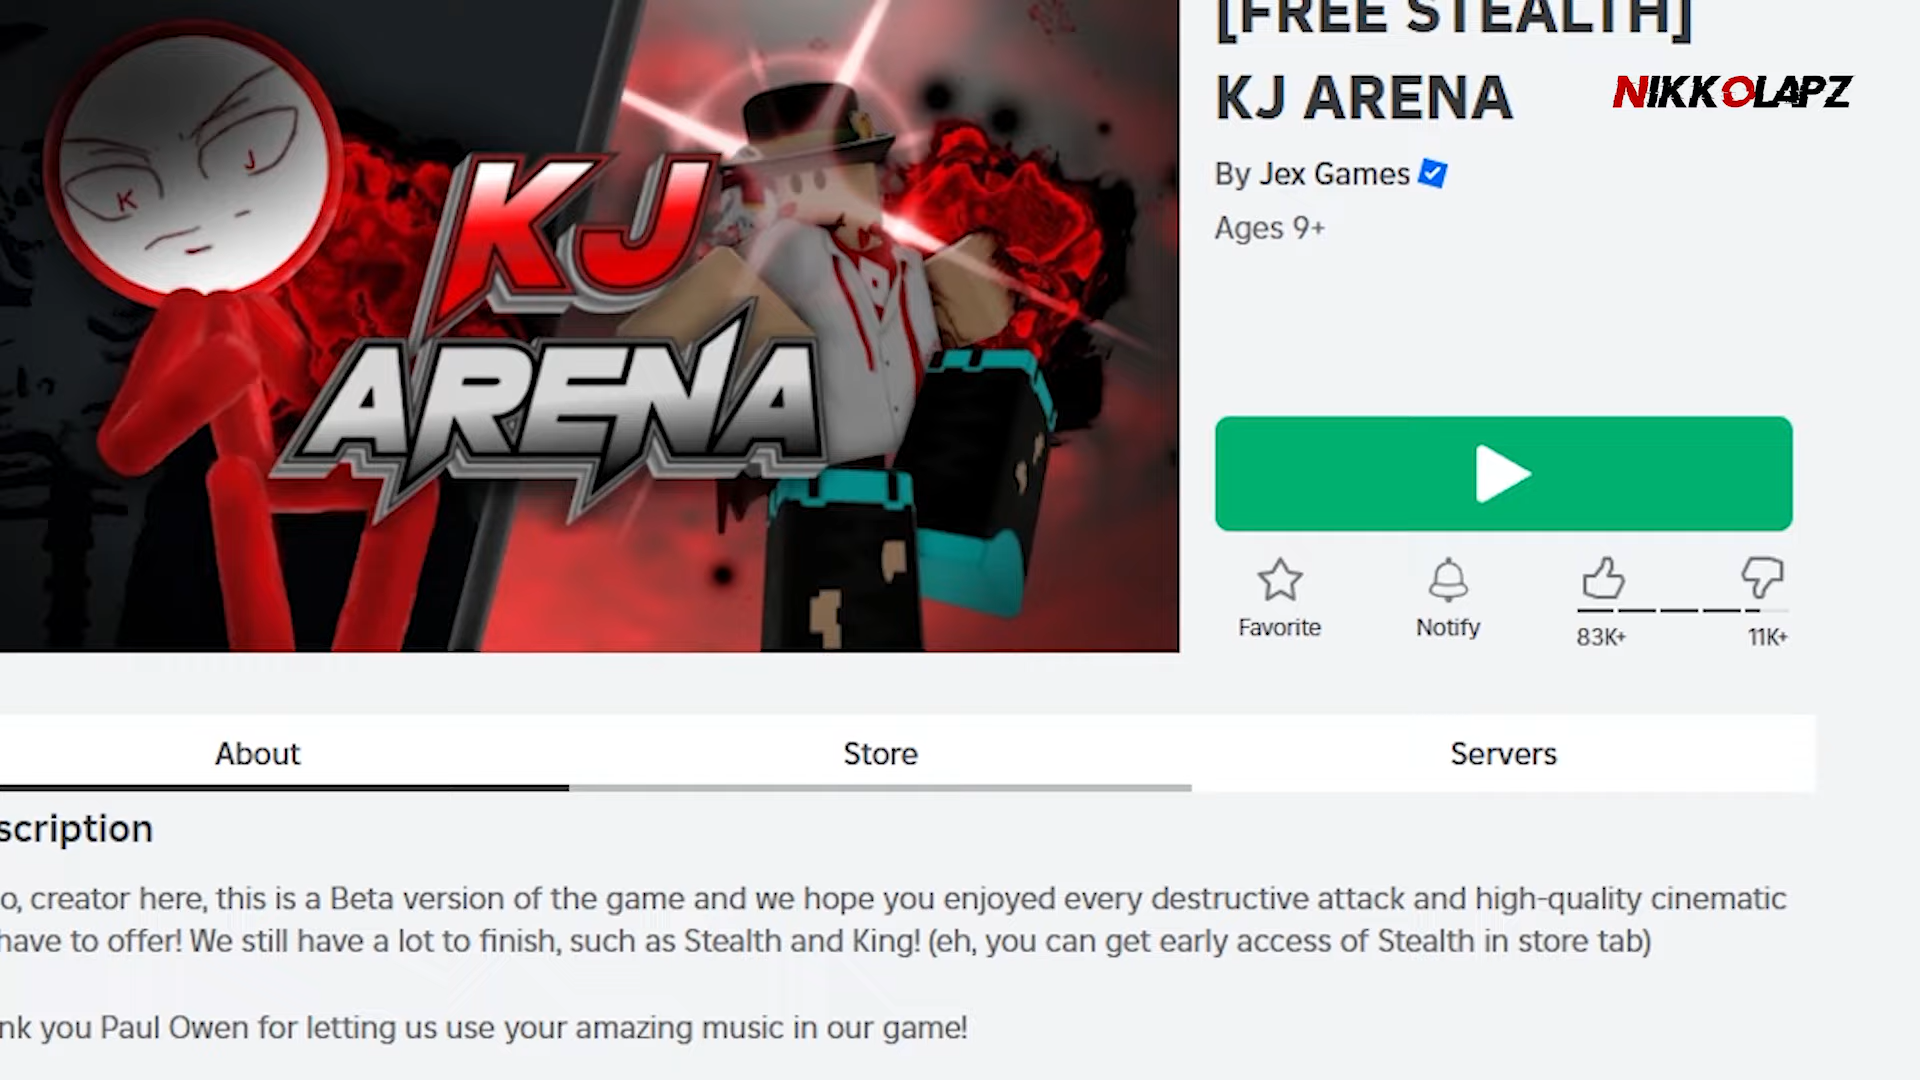 [FREE STEALTH]
KJ ARENA
NIKKOLAPZ
By Jex Games
Ages 9+
K
J
KJ
ARENA
Favorite
Notify
83K+
11K+
About
Store
Servers
scription
o, creator here, this is a Beta version of the game and we hope you enjoyed every destructive attack and high-quality cinematic
have to offer! We still have a lot to finish, such as Stealth and King! (eh, you can get early access of Stealth in store tab)
nk you Paul Owen for letting us use your amazing music in our game!